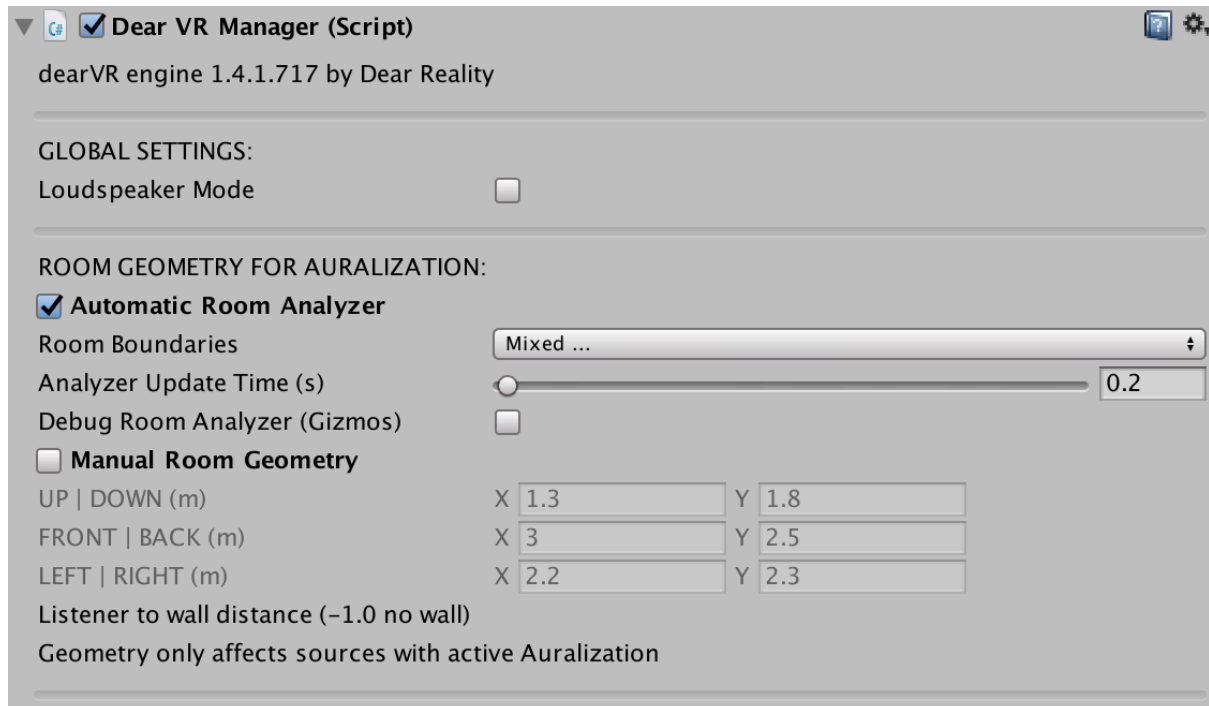 C# Dear VR Manager (Script) ?
dearVR engine 1.4.1.717 by Dear Reality
GLOBAL SETTINGS:
Loudspeaker Mode
ROOM GEOMETRY FOR AURALIZATION:
Automatic Room Analyzer
Room Boundaries Mixed ...
Analyzer Update Time (s) 0.2
Debug Room Analyzer (Gizmos)
Manual Room Geometry
UP | DOWN (m) X 1.3 Y 1.8
FRONT | BACK (m) X 3 Y 2.5
LEFT | RIGHT (m) X 2.2 Y 2.3
Listener to wall distance (-1.0 no wall)
Geometry only affects sources with active Auralization